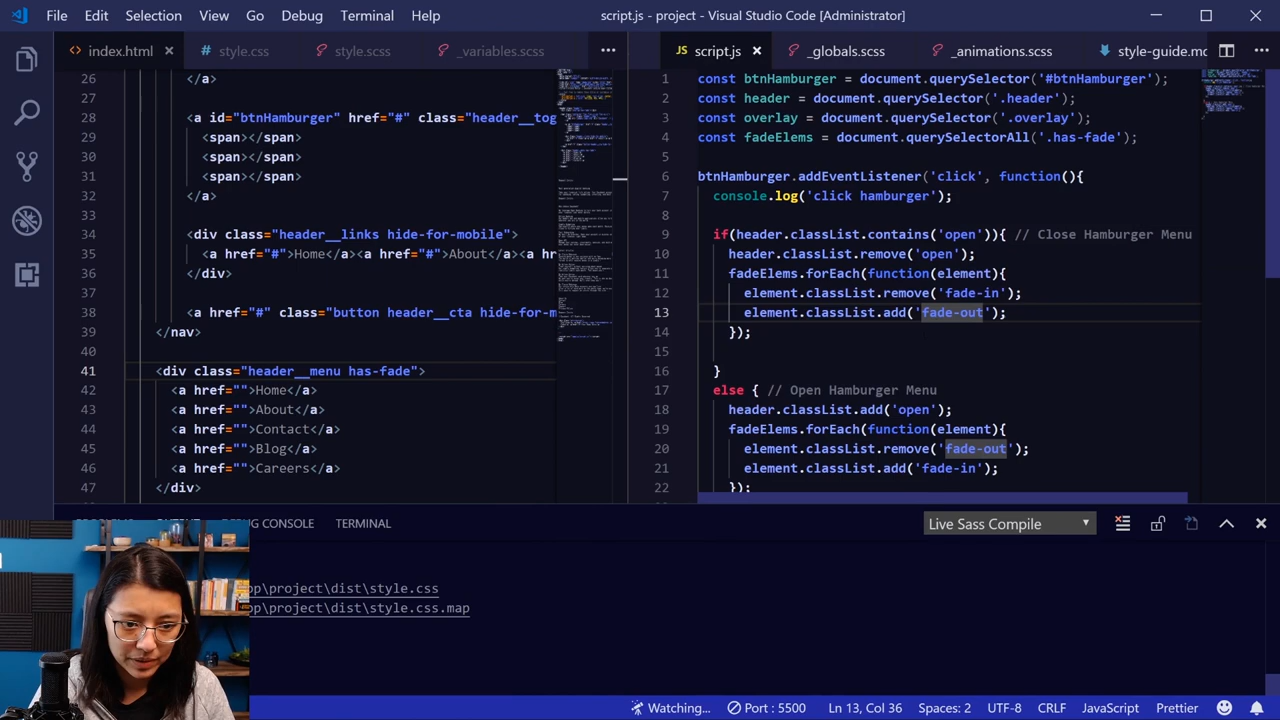 File Edit Selection View Go Debug Terminal Help
script.js - project - Visual Studio Code [Administrator]
index.html
style.css
style.scss
_variables.scss
script.js
_globals.scss
_animations.scss
26 </a>
27
28 <a id="btnHamburger" href="#" class="header__tog
29 <span></span>
30 <span></span>
31 <span></span>
32 </a>
33
34 <div class="header__links hide-for-mobile">
35 <a href="#">Home</a><a href="#">About</a><a hr
36 </div>
37
38 <a href="#" class="button header__cta hide-for-m
39 </nav>
40
41 <div class="header__menu has-fade">
42 <a href="">Home</a>
43 <a href="">About</a>
44 <a href="">Contact</a>
45 <a href="">Blog</a>
46 <a href="">Careers</a>
47 </div>
1 const btnHamburger = document.querySelector('#btnHamburger');
2 const header = document.querySelector('.header');
3 const overlay = document.querySelector('.overlay');
4 const fadeElems = document.querySelectorAll('.has-fade');
5
6 btnHamburger.addEventListener('click', function(){
7 console.log('click hamburger');
8
9 if(header.classList.contains('open')){ // Close Hamburger Menu
10 header.classList.remove('open');
11 fadeElems.forEach(function(element){
12 element.classList.remove('fade-in');
13 element.classList.add('fade-out');
14 });
15
16 }
17 else { // Open Hamburger Menu
18 header.classList.add('open');
19 fadeElems.forEach(function(element){
20 element.classList.remove('fade-out');
21 element.classList.add('fade-in');
22 });
CONSOLE
TERMINAL
Live Sass Compile
\project\dist\style.css
\project\dist\style.css.map
Watching...
Port : 5500
Ln 13, Col 36
Spaces: 2
UTF-8
CRLF
JavaScript
Prettier